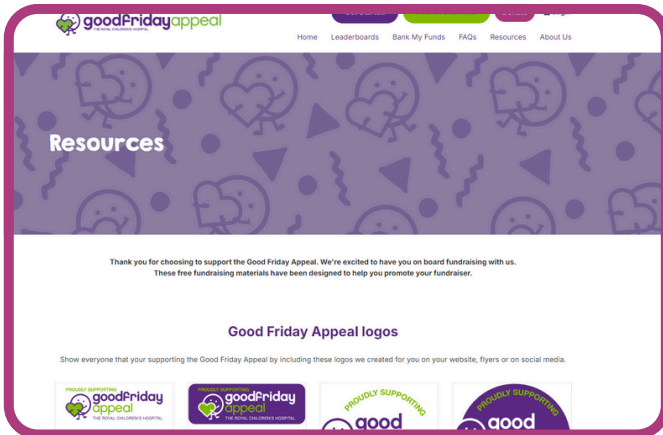 goodfridayappeal
THE ROYAL CHILDREN'S HOSPITAL
Home Leaderboards Bank My Funds FAQs Resources About Us
Resources
Thank you for choosing to support the Good Friday Appeal. We're excited to have you on board fundraising with us.
These free fundraising materials have been designed to help you promote your fundraiser.
Good Friday Appeal logos
Show everyone that your supporting the Good Friday Appeal by including these logos we created for you on your website, flyers or on social media.
PROUDLY SUPPORTING
goodfriday
appeal
THE ROYAL CHILDREN'S HOSPITAL
PROUDLY SUPPORTING
goodfriday
appeal
THE ROYAL CHILDREN'S HOSPITAL
PROUDLY SUPPORTING
good
PROUDLY SUPPORTING
good